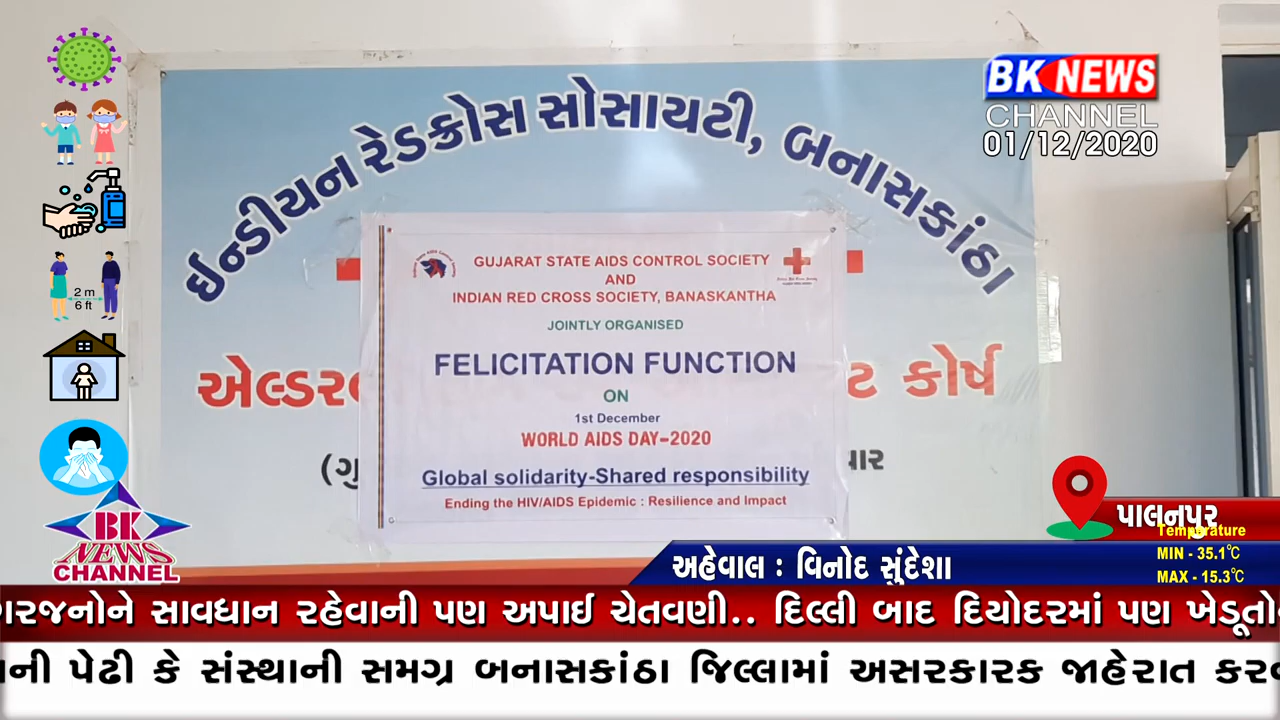 BK NEWS
CHANNEL
01/12/2020
ઇન્ડીયન રેડક્રોસ સોસાયટી, બનાસકાંઠા
GUJARAT STATE AIDS CONTROL SOCIETY
AND
INDIAN RED CROSS SOCIETY, BANASKANTHA
JOINTLY ORGANISED
FELICITATION FUNCTION
ON
1st December
WORLD AIDS DAY-2020
Global solidarity-Shared responsibility
Ending the HIV/AIDS Epidemic : Resilience and Impact
કોર્ષ
2 m
6 ft
BK
NEWS
CHANNEL
પાલનપુર
Temperature
MIN - 35.1℃
MAX - 15.3℃
અહેવાલ : વિનોદ સુંદેશા
ગરજનોને સાવધાન રહેવાની પણ અપાઈ ચેતવણી.. દિલ્લી બાદ દિયોદરમાં પણ ખેડૂતો
ની પેઢી કે સંસ્થાની સમગ્ર બનાસકાંઠા જિલ્લામાં અસરકારક જાહેરાત કરવ